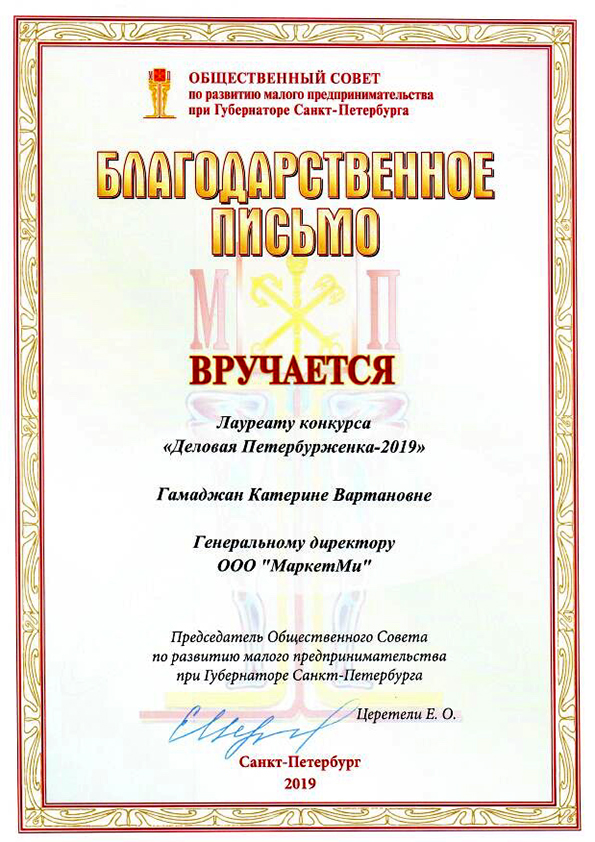 ОБЩЕСТВЕННЫЙ СОВЕТ
по развитию малого предпринимательства
при Губернаторе Санкт-Петербурга
БЛАГОДАРСТВЕННОЕ
ПИСЬМО
М П
ВРУЧАЕТСЯ
Лауреату конкурса
«Деловая Петербурженка-2019»
Гамаджан Катерине Вартановне
Генеральному директору
ООО "МаркетМи"
Председатель Общественного Совета
по развитию малого предпринимательства
при Губернаторе Санкт-Петербурга
Церетели Е. О.
Санкт-Петербург
2019